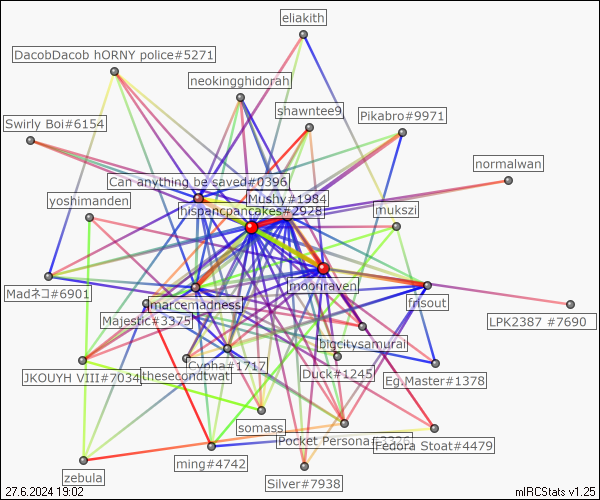 eliakith
DacobDacob hORNY police#5271
neokingghidorah
shawntee9
Pikabro#9971
Swirly Boi#6154
normalwan
Can anything be saved#0396
Mushy#1984
yoshimanden
hispancpancakes#2928
mukszi
moonraven
Madネコ#6901
marcemadness
frisout
Majestic#3375
LPK2387 #7690
bigcitysamurai
Cypha#1717
Duck#1245
JKOUYH VIII#7034
thesecondtwat
Eg.Master#1378
somass
Pocket Persona
Fedora Stoat#4479
ming#4742
zebula
Silver#7938
27.6.2024 19:02
mIRCStats v1.25